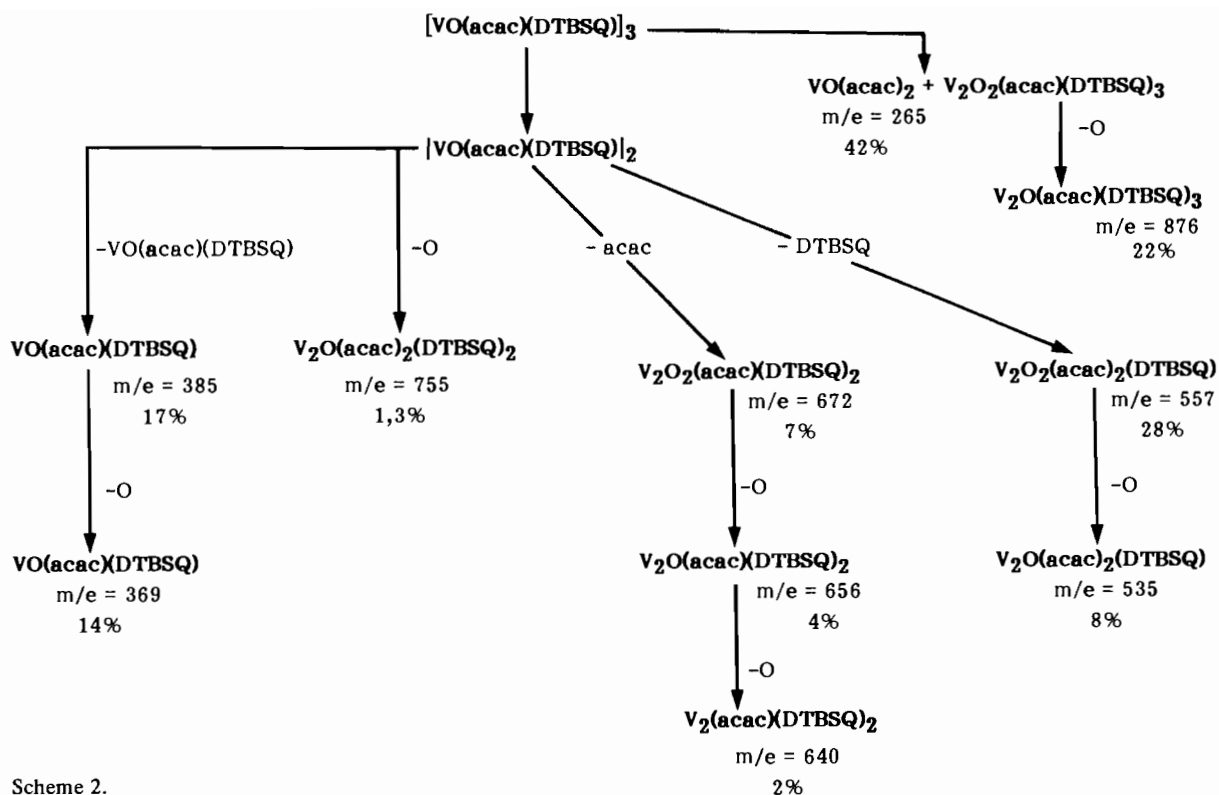 [VO(acac)(DTBSQ)]3
VO(acac)2 + V2O2(acac)(DTBSQ)3
m/e = 265
42%
-O
|VO(acac)(DTBSQ)|2
V2O(acac)(DTBSQ)3
m/e = 876
22%
-VO(acac)(DTBSQ)
-O
- acac
- DTBSQ
VO(acac)(DTBSQ)
m/e = 385
17%
V2O(acac)2(DTBSQ)2
m/e = 755
1,3%
V2O2(acac)(DTBSQ)2
m/e = 672
7%
V2O2(acac)2(DTBSQ)
m/e = 557
28%
-O
-O
-O
VO(acac)(DTBSQ)
m/e = 369
14%
V2O(acac)(DTBSQ)2
m/e = 656
4%
V2O(acac)2(DTBSQ)
m/e = 535
8%
-O
V2(acac)(DTBSQ)2
m/e = 640
2%
Scheme 2.